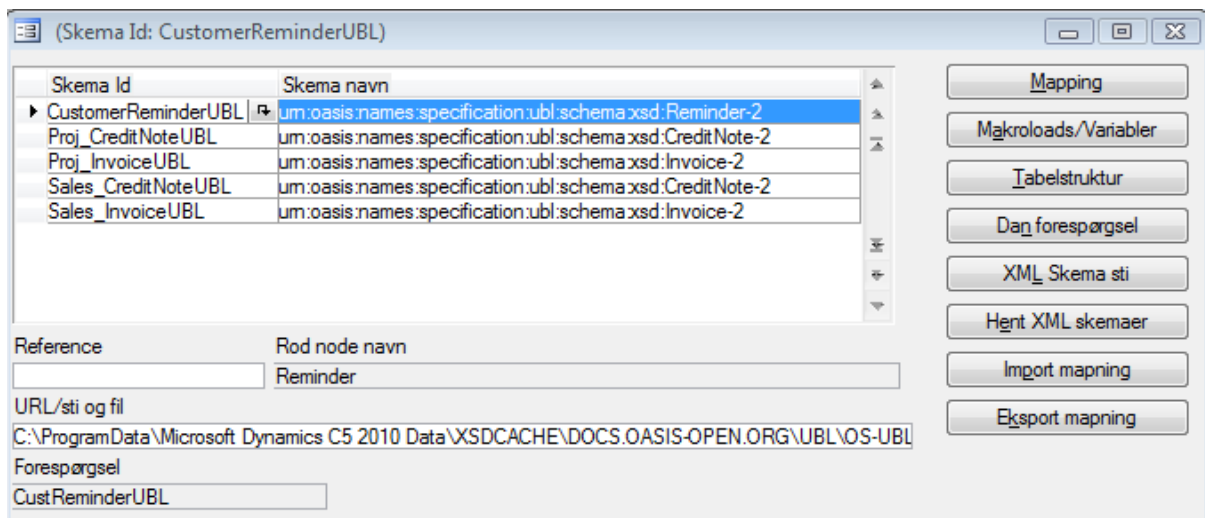 (Skema Id: CustomerReminderUBL)
Skema Id Skema navn
CustomerReminderUBL urn:oasis:names:specification:ubl:schema:xsd:Reminder-2
Proj_CreditNoteUBL urn:oasis:names:specification:ubl:schema:xsd:CreditNote-2
Proj_InvoiceUBL urn:oasis:names:specification:ubl:schema:xsd:Invoice-2
Sales_CreditNoteUBL urn:oasis:names:specification:ubl:schema:xsd:CreditNote-2
Sales_InvoiceUBL urn:oasis:names:specification:ubl:schema:xsd:Invoice-2
Reference Rod node navn
Reminder
URL/sti og fil
C:\ProgramData\Microsoft Dynamics C5 2010 Data\XSDCACHE\DOCS.OASIS-OPEN.ORG\UBL\OS-UBL
Forespørgsel
CustReminderUBL
Mapping
Makroloads/Variabler
Tabelstruktur
Dan forespørgsel
XML Skema sti
Hent XML skemaer
Import mapning
Eksport mapning